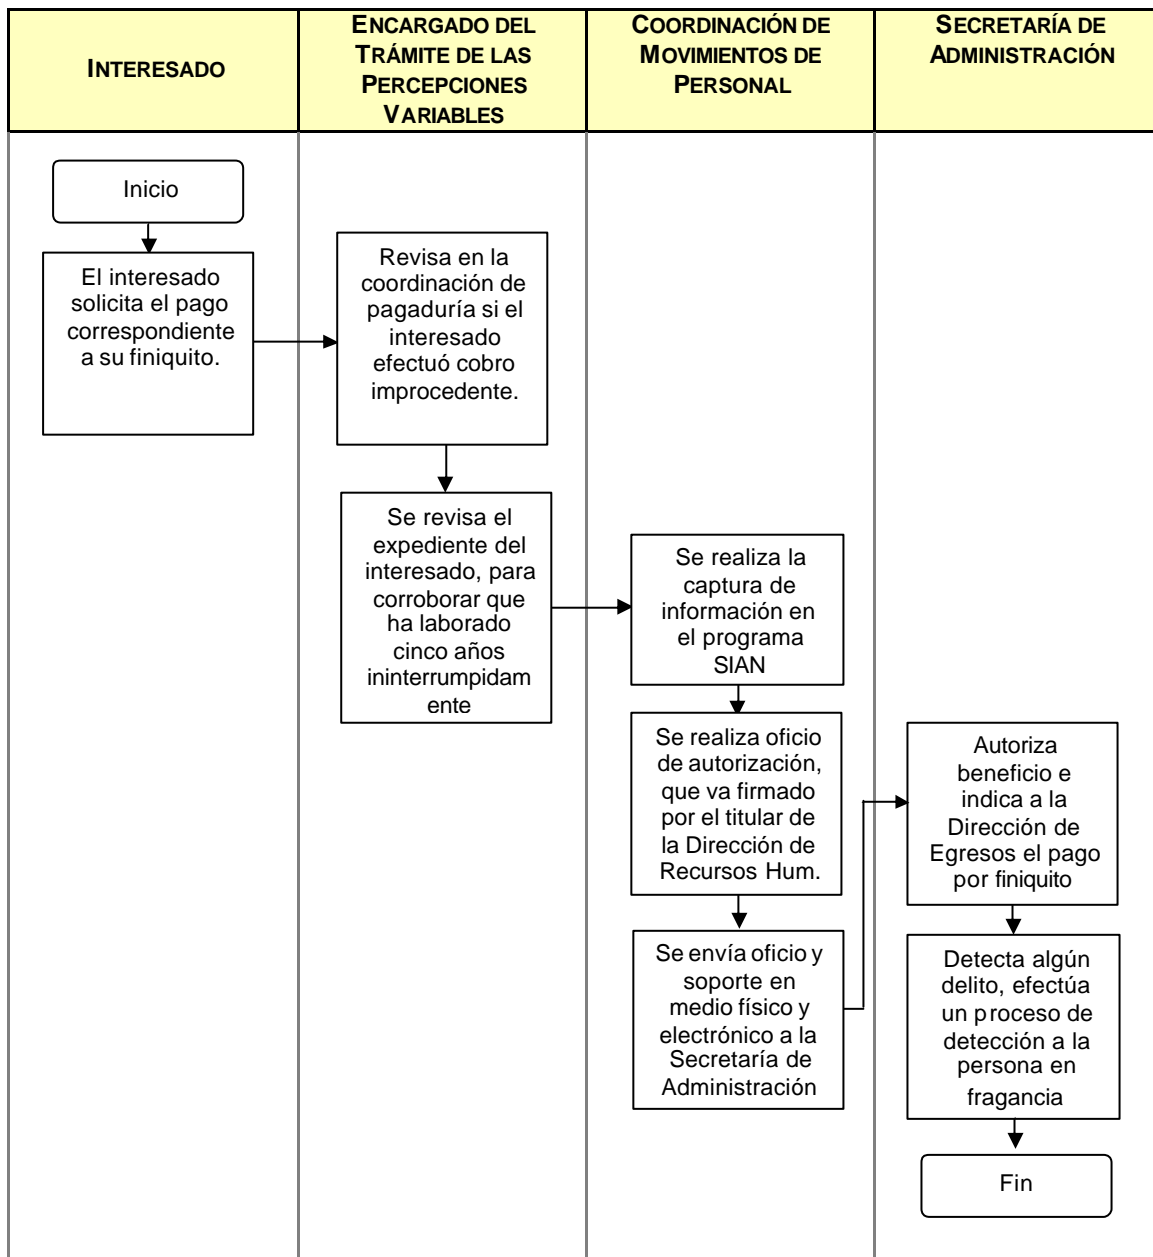 INTERESADO
ENCARGADO DEL
TRÁMITE DE LAS
PERCEPCIONES
VARIABLES
COORDINACIÓN DE
MOVIMIENTOS DE
PERSONAL
SECRETARÍA DE
ADMINISTRACIÓN
Inicio
El interesado
solicita el pago
correspondiente
a su finiquito.
Revisa en la
coordinación de
pagaduría si el
interesado
efectuó cobro
improcedente.
Se revisa el
expediente del
interesado, para
corroborar que
ha laborado
cinco años
ininterrumpidam
ente
Se realiza la
captura de
información en
el programa
SIAN
Se realiza oficio
de autorización,
que va firmado
por el titular de
la Dirección de
Recursos Hum.
Se envía oficio y
soporte en
medio físico y
electrónico a la
Secretaría de
Administración
Autoriza
beneficio e
indica a la
Dirección de
Egresos el pago
por finiquito
Detecta algún
delito, efectúa
un proceso de
detección a la
persona en
fragancia
Fin